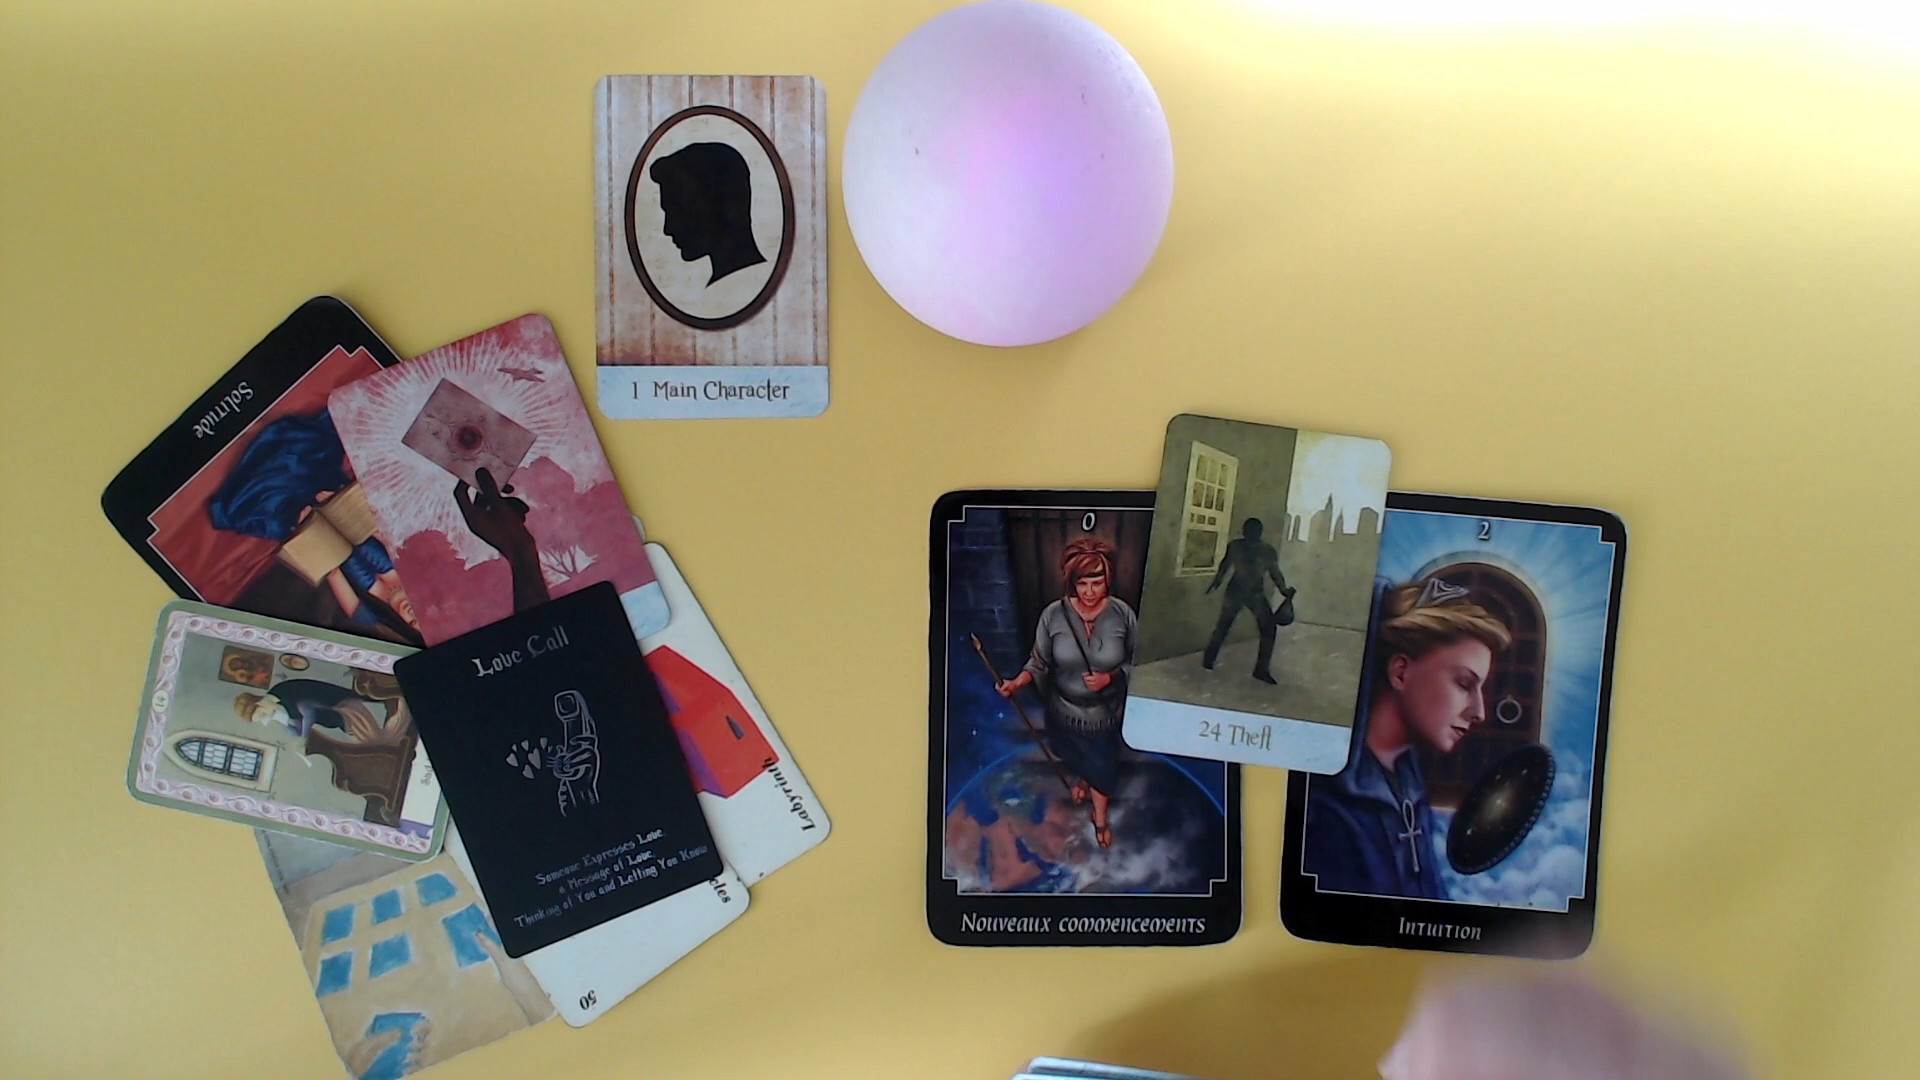 1 Main Character
Solitude
Love Call
Someone Expresses Love.
a Message of Love.
Thinking of You and Letting You Know
Labyrinth
50
0
Nouveaux commencements
24 Theft
2
Intuition